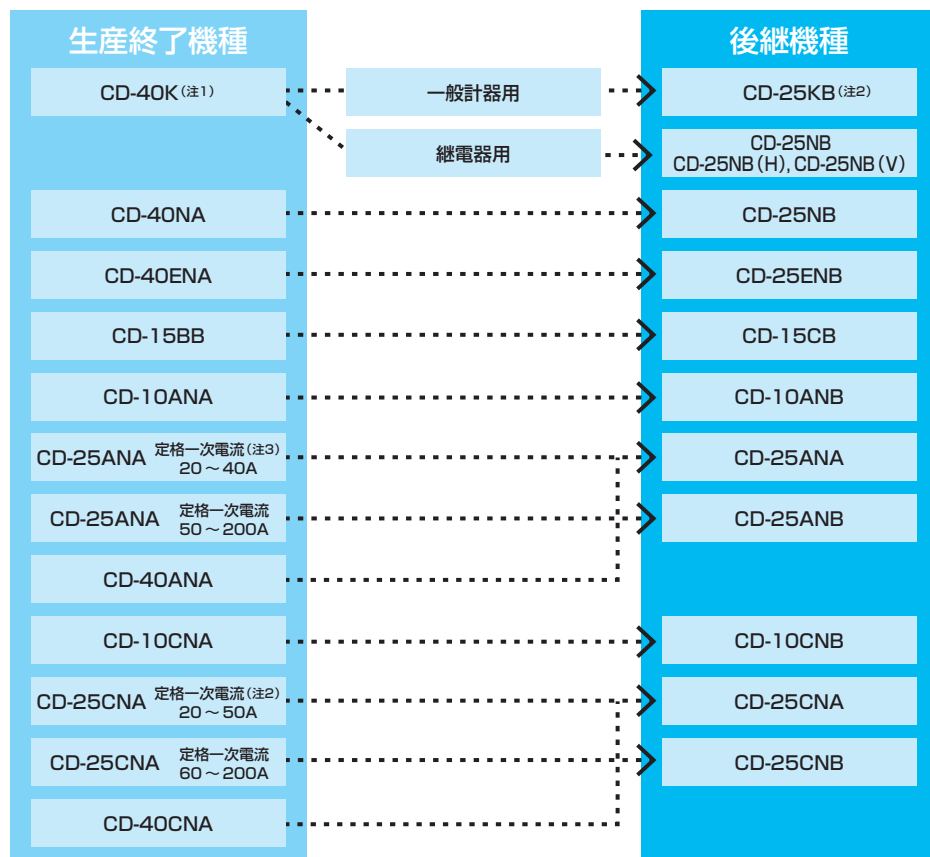 生産終了機種
後継機種
CD-40K(注1)
一般計器用
CD-25KB(注2)
継電器用
CD-25NB
CD-25NB(H), CD-25NB(V)
CD-40NA
CD-25NB
CD-40ENA
CD-25ENB
CD-15BB
CD-15CB
CD-10ANA
CD-10ANB
CD-25ANA 定格一次電流(注3)
20～40A
CD-25ANA
CD-25ANA 定格一次電流
50～200A
CD-25ANB
CD-40ANA
CD-10CNA
CD-10CNB
CD-25CNA 定格一次電流(注2)
20～50A
CD-25CNA
CD-25CNA 定格一次電流
60～200A
CD-25CNB
CD-40CNA